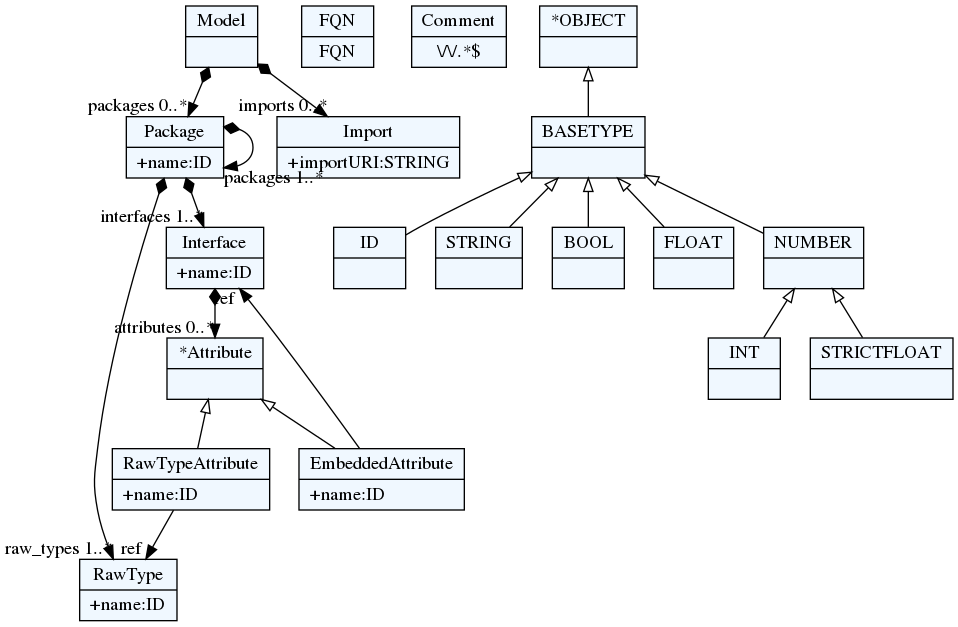 Model
FQN
FQN
Comment
\/\/.*$
*OBJECT
packages 0..*
imports 0..*
Package
+name:ID
Import
+importURI:STRING
packages 1..*
BASETYPE
interfaces 1..*
Interface
+name:ID
ID
STRING
BOOL
FLOAT
NUMBER
ref
attributes 0..*
*Attribute
INT
STRICTFLOAT
RawTypeAttribute
+name:ID
EmbeddedAttribute
+name:ID
raw_types 1..*
ref
RawType
+name:ID